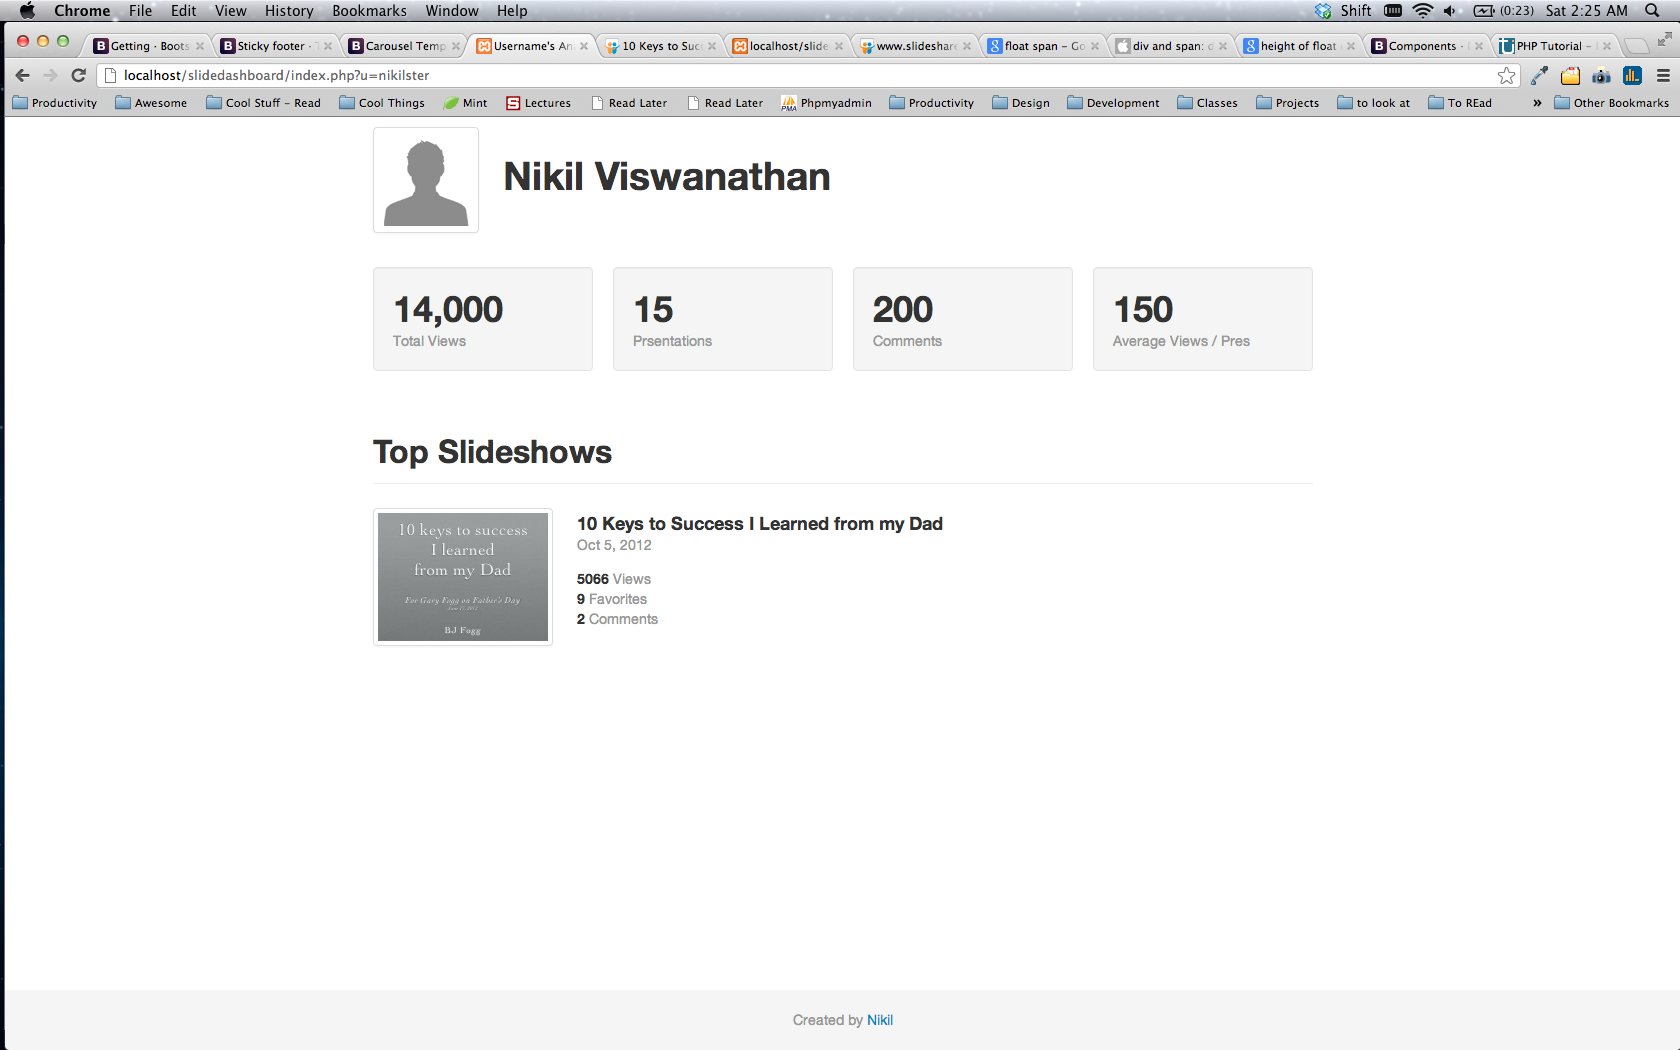 Chrome File Edit View History Bookmarks Window Help Shift (0:23) Sat 2:25 AM
Getting · Boots Sticky footer · Carousel Temp Username's An 10 Keys to Suc localhost/slide www.slideshare float span – Go div and span: d height of float Components · PHP Tutorial –
localhost/slidedashboard/index.php?u=nikilster
Productivity Awesome Cool Stuff – Read Cool Things Mint Lectures Read Later Read Later Phpmyadmin Productivity Design Development Classes Projects to look at To REad » Other Bookmarks
Nikil Viswanathan
14,000
Total Views
15
Prsentations
200
Comments
150
Average Views / Pres
Top Slideshows
10 keys to success
I learned
from my Dad
For Gary Fogg on Father's Day
BJ Fogg
10 Keys to Success I Learned from my Dad
Oct 5, 2012
5066 Views
9 Favorites
2 Comments
Created by Nikil